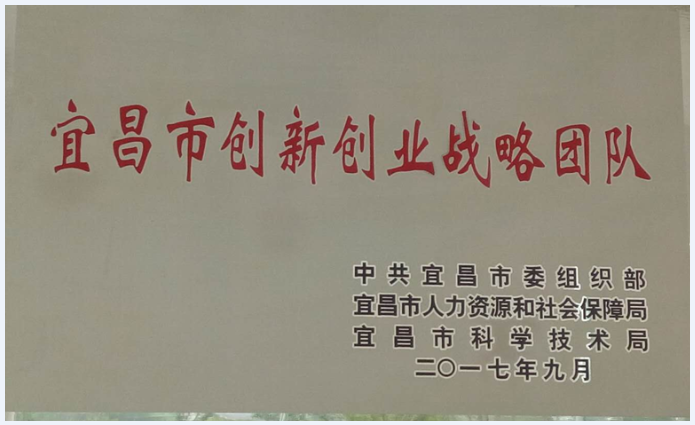 宜昌市创新创业战略团队
中共宜昌市委组织部
宜昌市人力资源和社会保障局
宜昌市科学技术局
二〇一七年九月